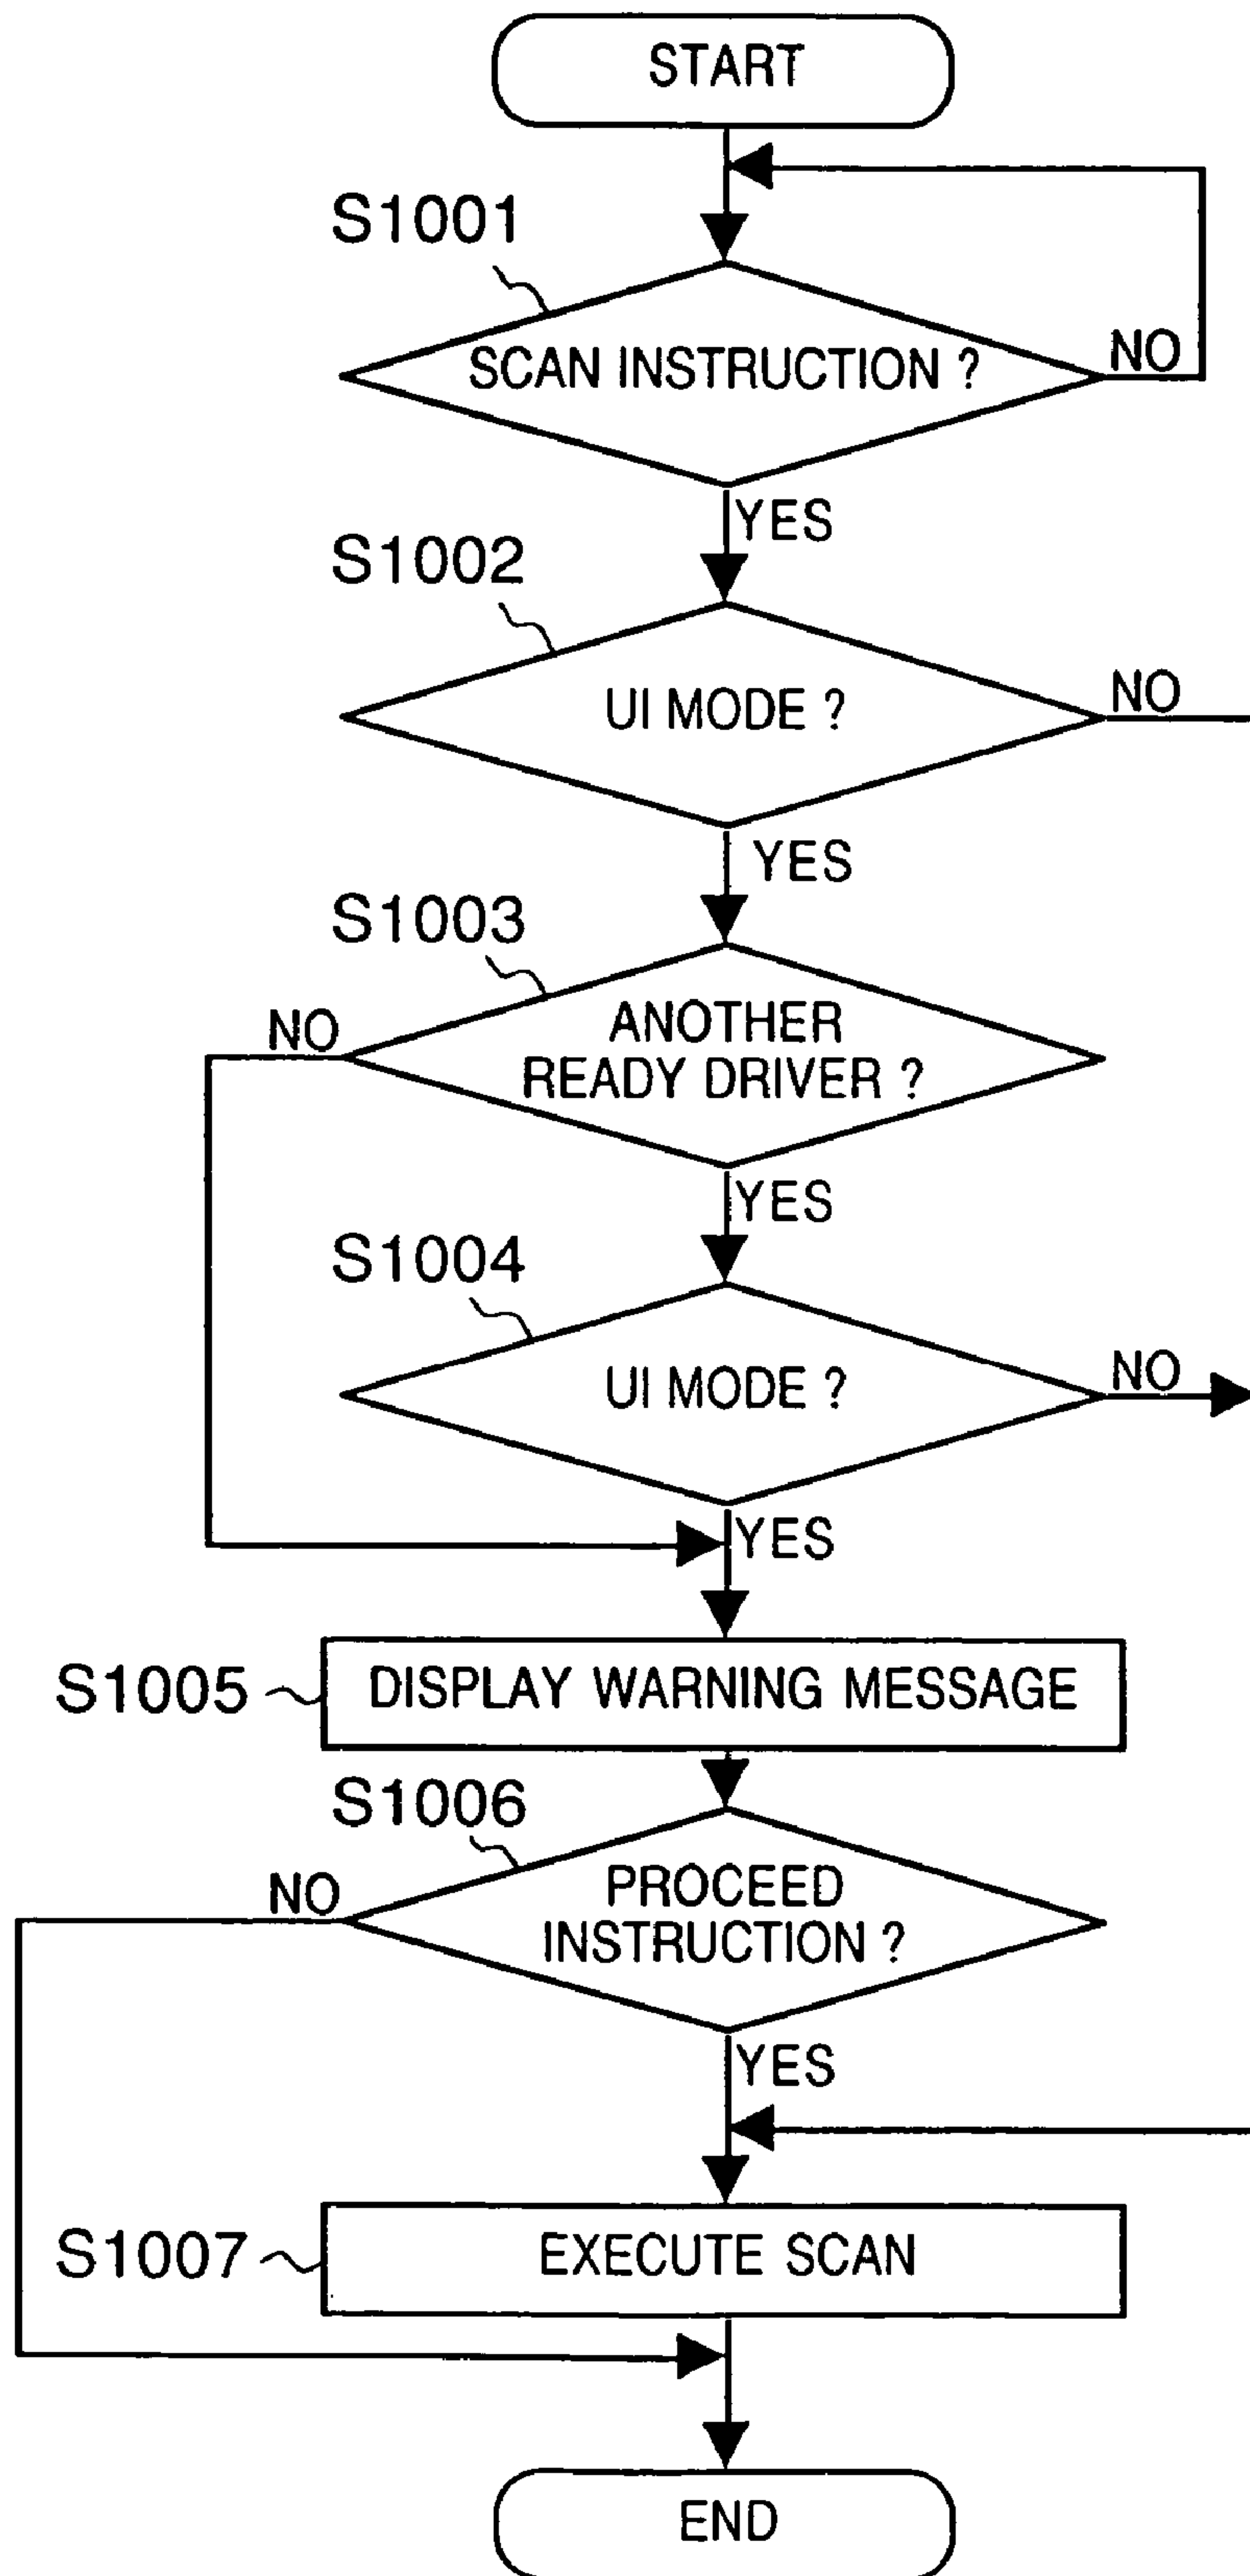 START
S1001
SCAN INSTRUCTION ?
NO
YES
S1002
UI MODE ?
NO
YES
S1003
NO
ANOTHER
READY DRIVER ?
YES
S1004
UI MODE ?
NO
YES
S1005
DISPLAY WARNING MESSAGE
S1006
NO
PROCEED
INSTRUCTION ?
YES
S1007
EXECUTE SCAN
END